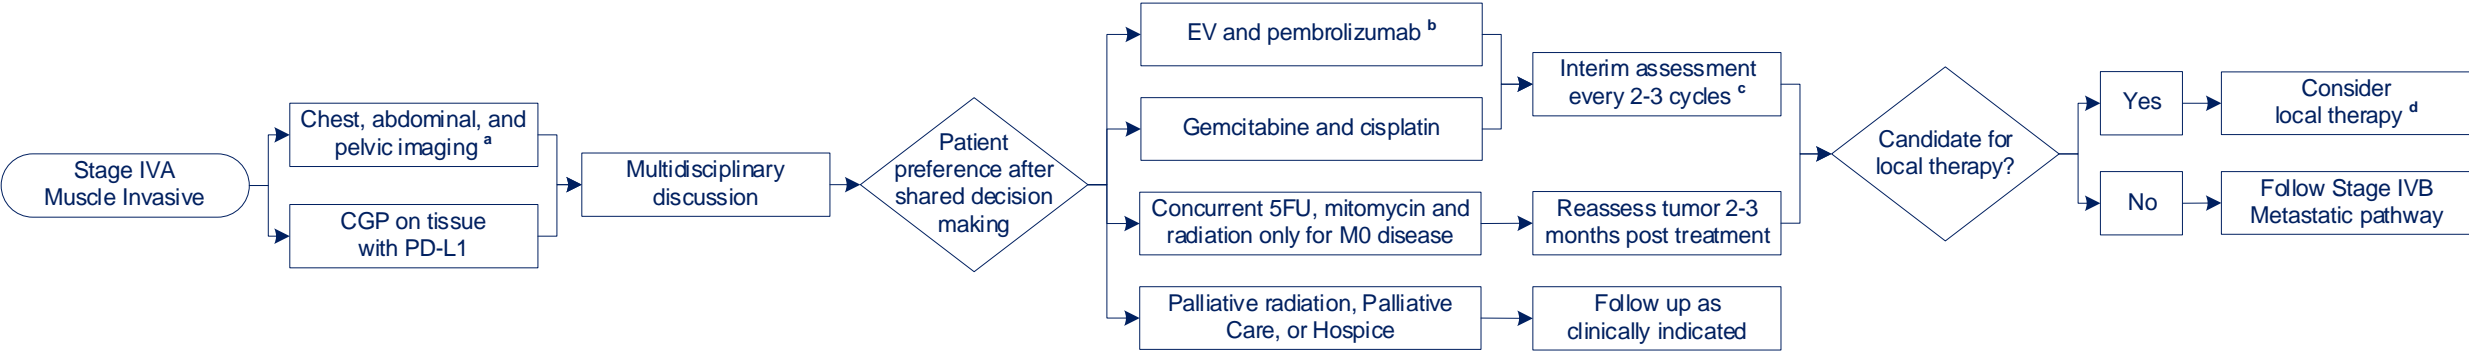 Stage IVA
Muscle Invasive
Chest, abdominal, and
pelvic imaging a
CGP on tissue
with PD-L1
Multidisciplinary
discussion
Patient
preference after
shared decision
making
EV and pembrolizumab b
Gemcitabine and cisplatin
Interim assessment
every 2-3 cycles c
Concurrent 5FU, mitomycin and
radiation only for M0 disease
Reassess tumor 2-3
months post treatment
Palliative radiation, Palliative
Care, or Hospice
Follow up as
clinically indicated
Candidate for
local therapy?
Yes
Consider
local therapy d
No
Follow Stage IVB
Metastatic pathway